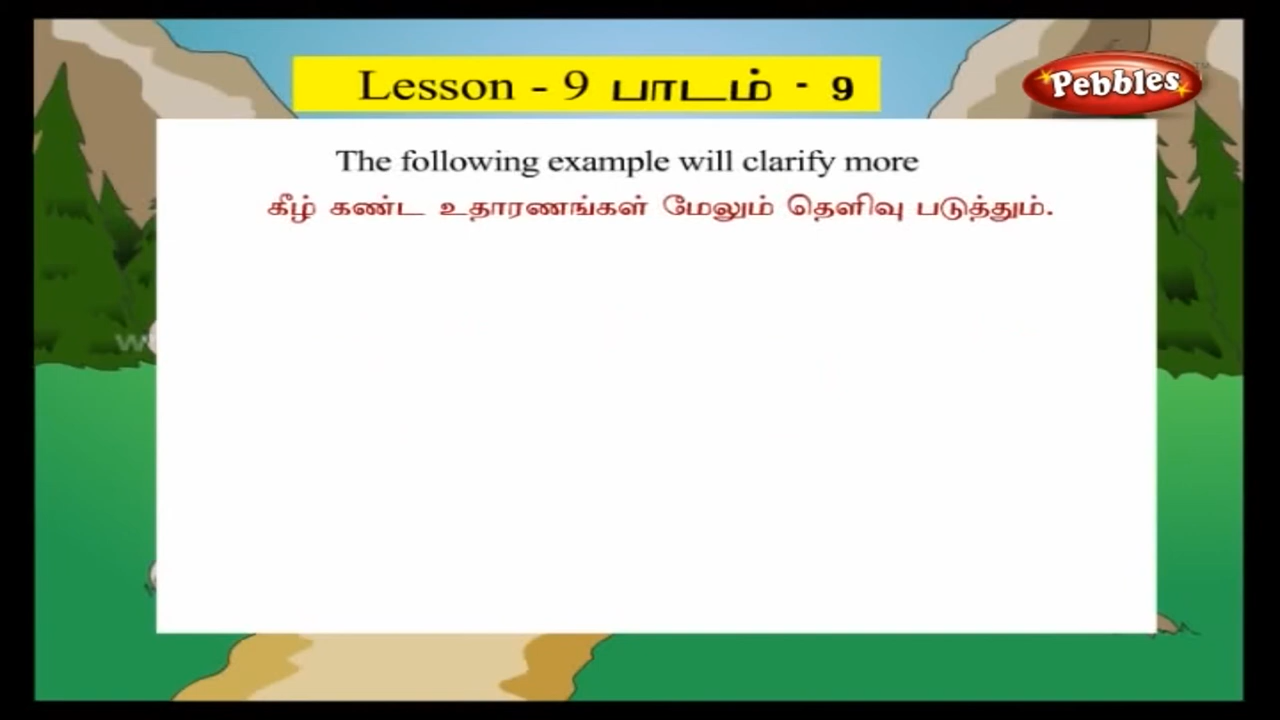 Lesson - 9 பாடம் - 9
Pebbles
The following example will clarify more
கீழ் கண்ட உதாரணங்கள் மேலும் தெளிவு படுத்தும்.